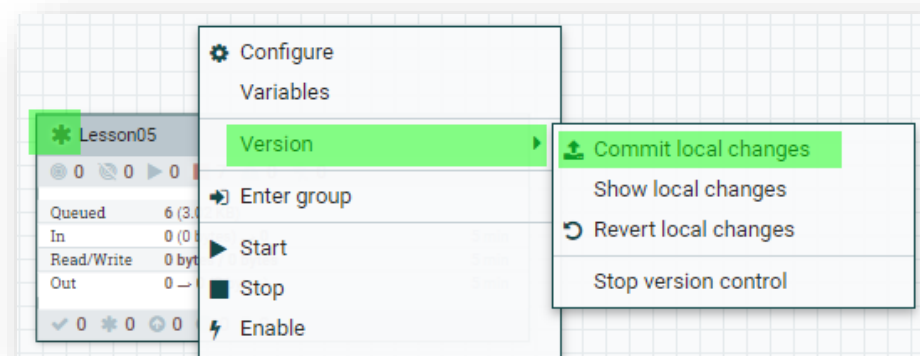 Configure
Variables
Lesson05
Version
Commit local changes
0 0 0
Show local changes
Enter group
Queued 6 (3.
In 0 (0
Revert local changes
Read/Write 0 byt
Start
Out 0 →
Stop
Stop version control
0 0 0
Enable